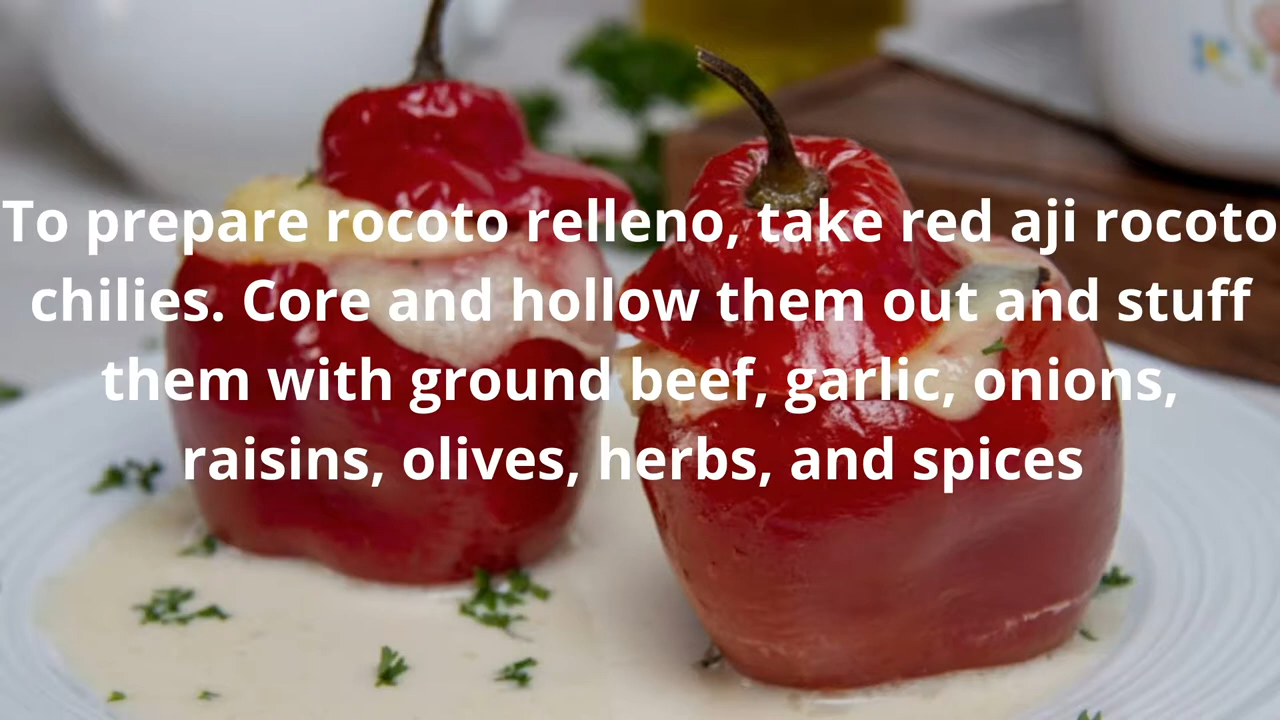 To prepare rocoto relleno, take red aji rocoto
chilies. Core and hollow them out and stuff
them with ground beef, garlic, onions,
raisins, olives, herbs, and spices